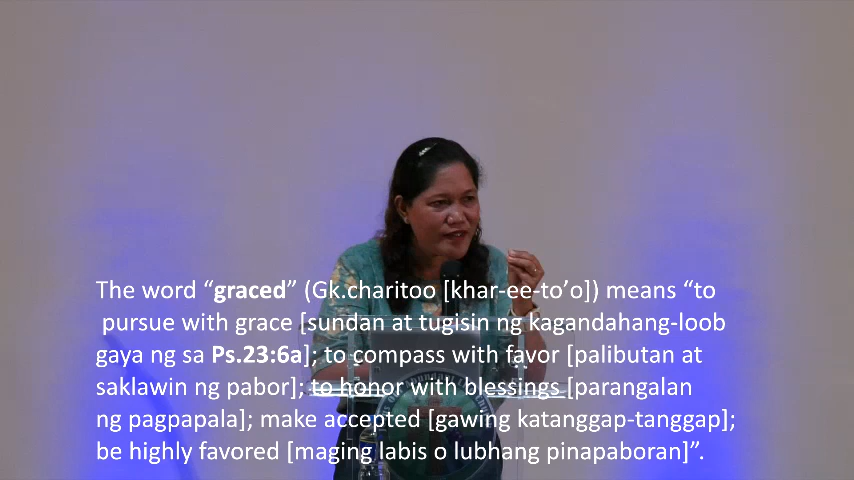 The word “graced” (Gk.charitoo [khar-ee-to’o]) means “to
pursue with grace [sundan at tugisin ng kagandahang-loob
gaya ng sa Ps.23:6a]; to compass with favor [palibutan at
saklawin ng pabor]; to honor with blessings [parangalan
ng pagpapala]; make accepted [gawing katanggap-tanggap];
be highly favored [maging labis o lubhang pinapaboran]”.